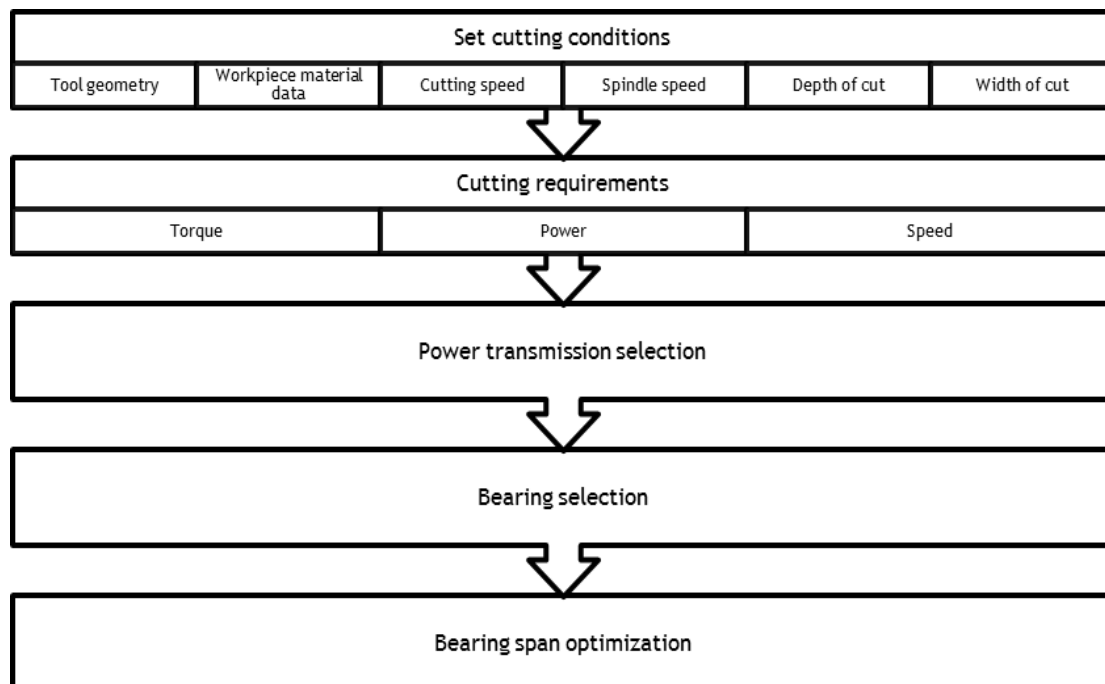 Set cutting conditions
Tool geometry
Workpiece material
data
Cutting speed
Spindle speed
Depth of cut
Width of cut
Cutting requirements
Torque
Power
Speed
Power transmission selection
Bearing selection
Bearing span optimization